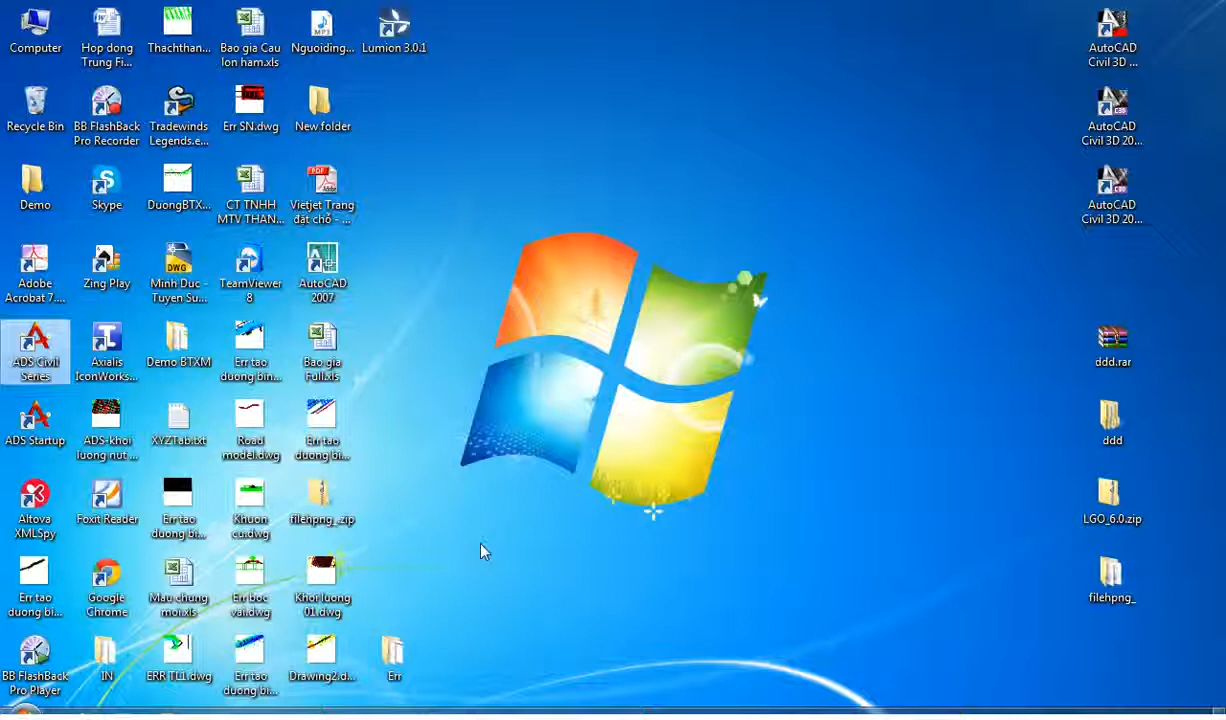 Computer
Hop dong
Trung Fi...
Thachthan...
Bao gia Cau
lon ham.xls
MP3
Nguoiding...
Lumion 3.0.1
AutoCAD
Civil 3D ...
Recycle Bin
BB FlashBack
Pro Recorder
Tradewinds
Legends.e...
Err SN.dwg
New folder
AutoCAD
Civil 3D 20...
Demo
Skype
DuongBTX...
CT TNHH
MTV THAN...
PDF
Adobe
Vietjet Trang
đặt chỗ - ...
AutoCAD
Civil 3D 20...
Adobe
Acrobat 7....
Zing Play
DWG
Minh Duc -
Tuyen Su...
TeamViewer
8
AutoCAD
2007
ADS Civil
Series
Axialis
IconWorks...
Demo BTXM
Err tao
duong bin...
Bao gia
Full.xls
ddd.rar
ADS Startup
ADS-khoi
luong nut ...
XYZTab.txt
Road
model.dwg
Err tao
duong bi...
ddd
Altova
XMLSpy
Foxit Reader
Err tao
duong bi...
Khuon
cu.dwg
filehpng_.zip
LGO_6.0.zip
Err tao
duong bi...
Google
Chrome
Mau chung
moi.xls
Err boc
vai.dwg
Khoi luong
01.dwg
filehpng_
BB FlashBack
Pro Player
IN
ERR TL1.dwg
Err tao
duong bi...
Drawing2.d...
Err